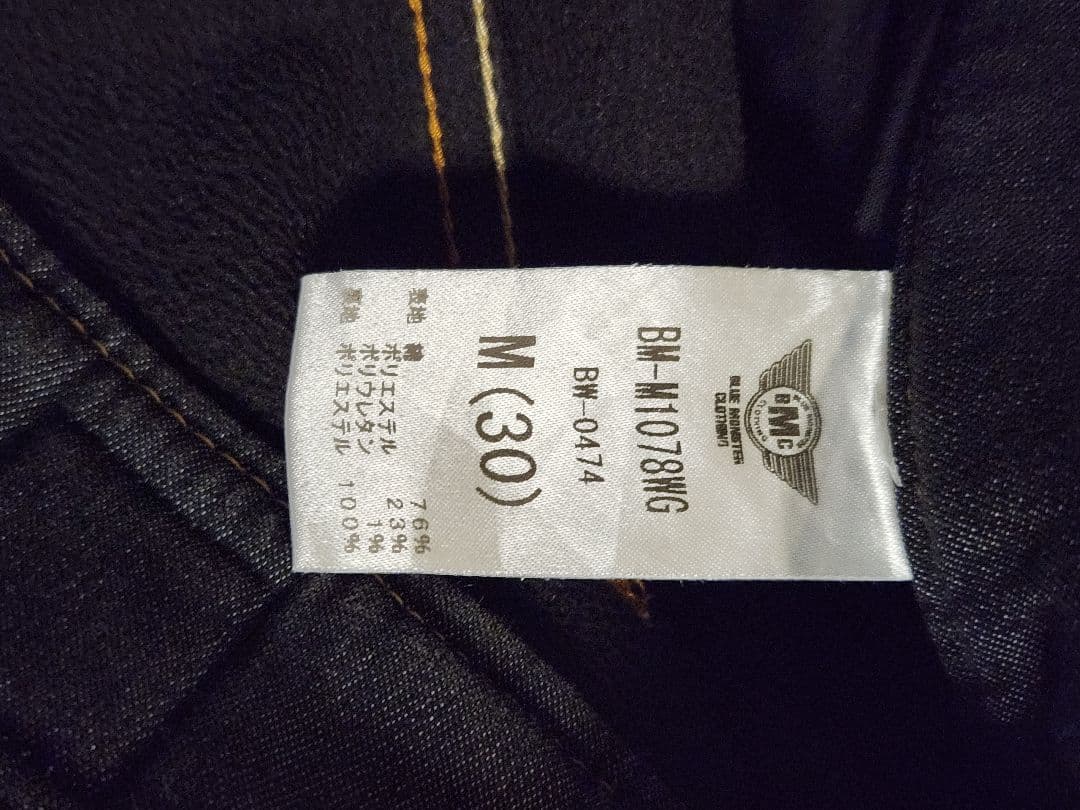 BMC
BLUE MONSTER
CLOTHING
BM-M1078WG
BW-0474
M(30)
表地 綿 76%
ポリエステル 23%
ポリウレタン 1%
裏地 ポリエステル 100%